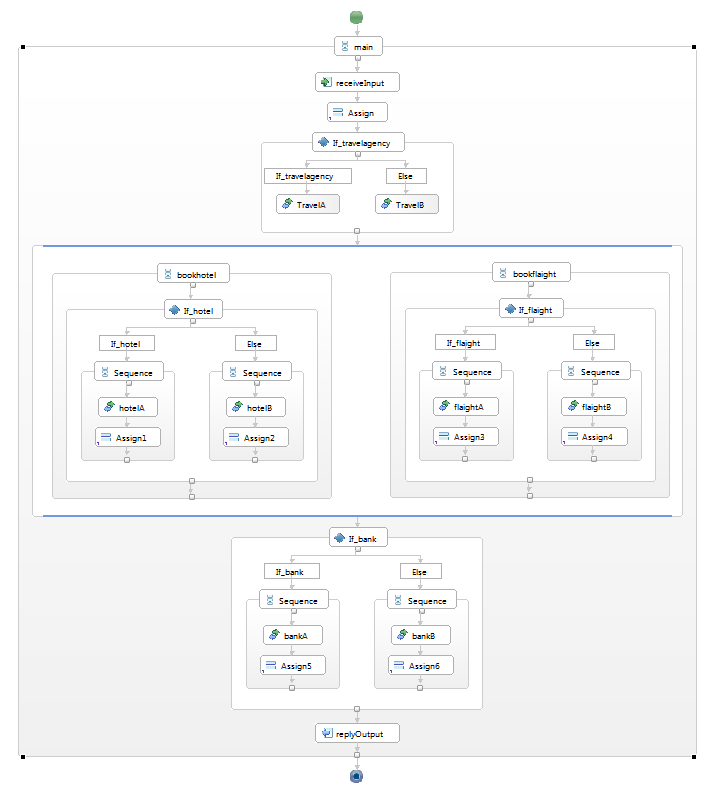 main
receiveInput
Assign
If_travelagency
If_travelagency Else
TravelA TravelB
bookhotel bookflaight
If_hotel If_flaight
If_hotel Else If_flaight Else
Sequence Sequence Sequence Sequence
hotelA hotelB flaightA flaightB
Assign1 Assign2 Assign3 Assign4
If_bank
If_bank Else
Sequence Sequence
bankA bankB
Assign5 Assign6
replyOutput